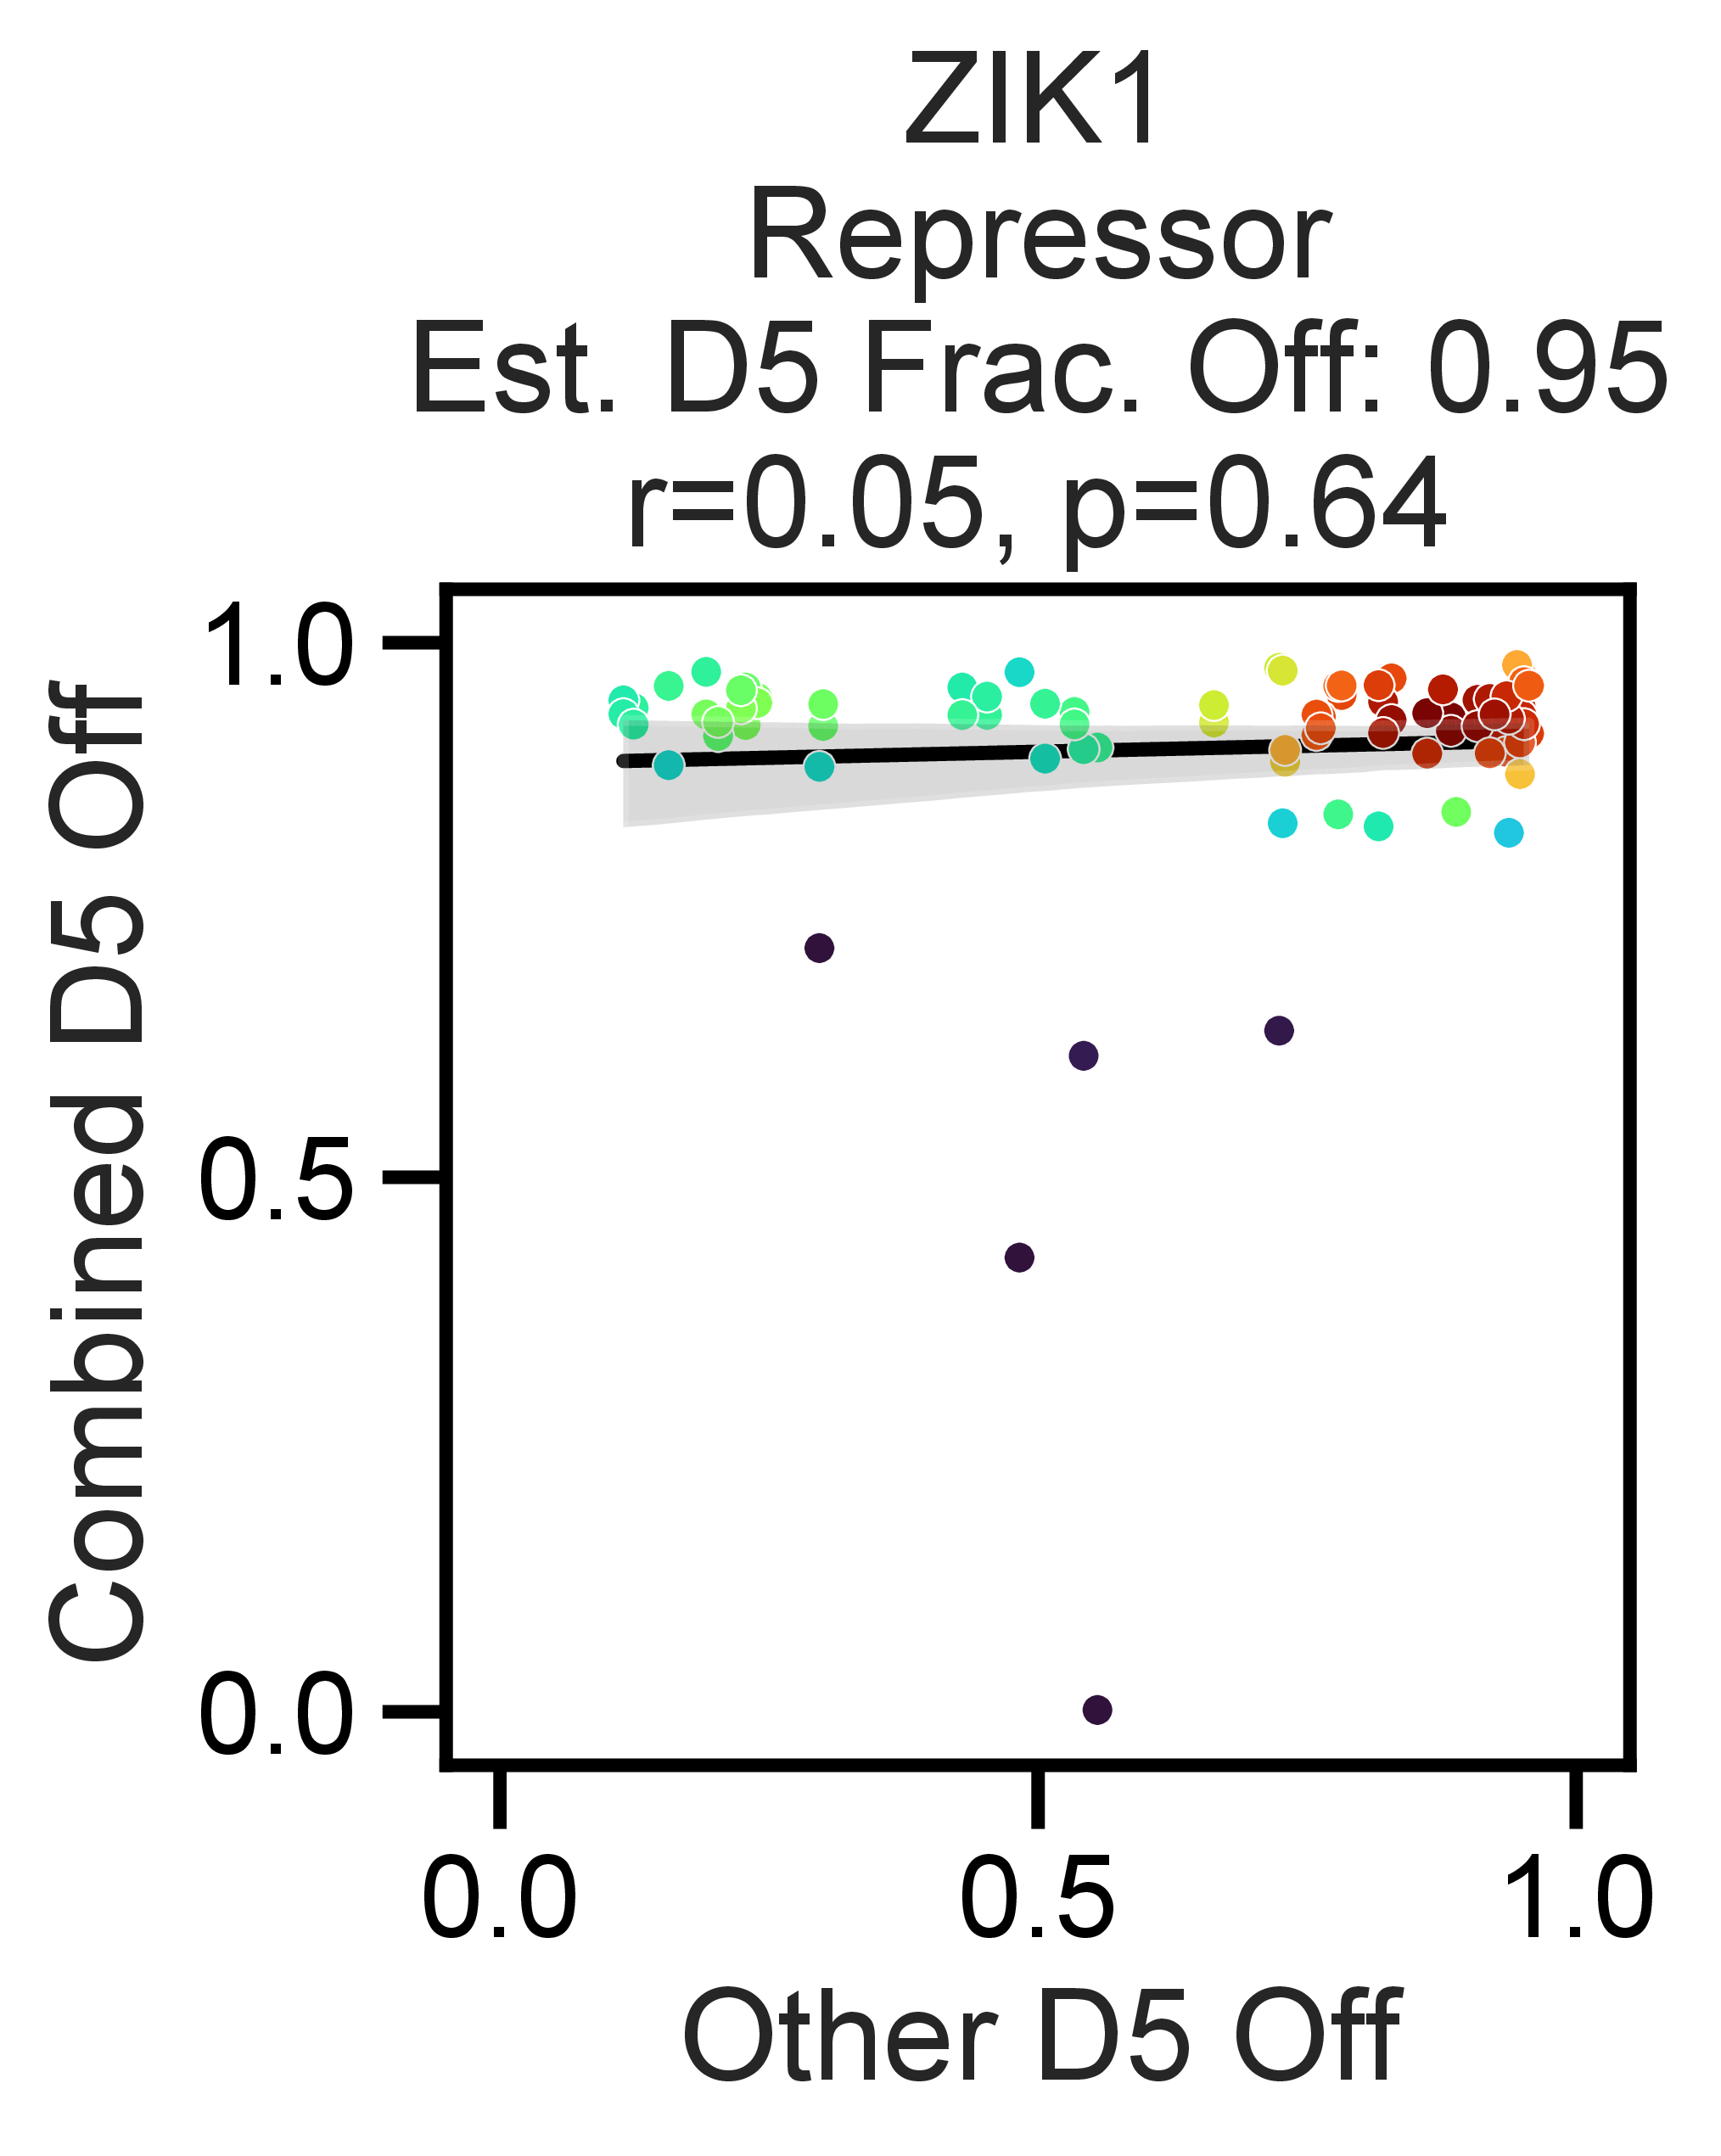 ZIK1
Repressor
Est. D5 Frac. Off: 0.95
r=0.05, p=0.64
Combined D5 Off
1.0
0.5
0.0
0.0
0.5
1.0
Other D5 Off